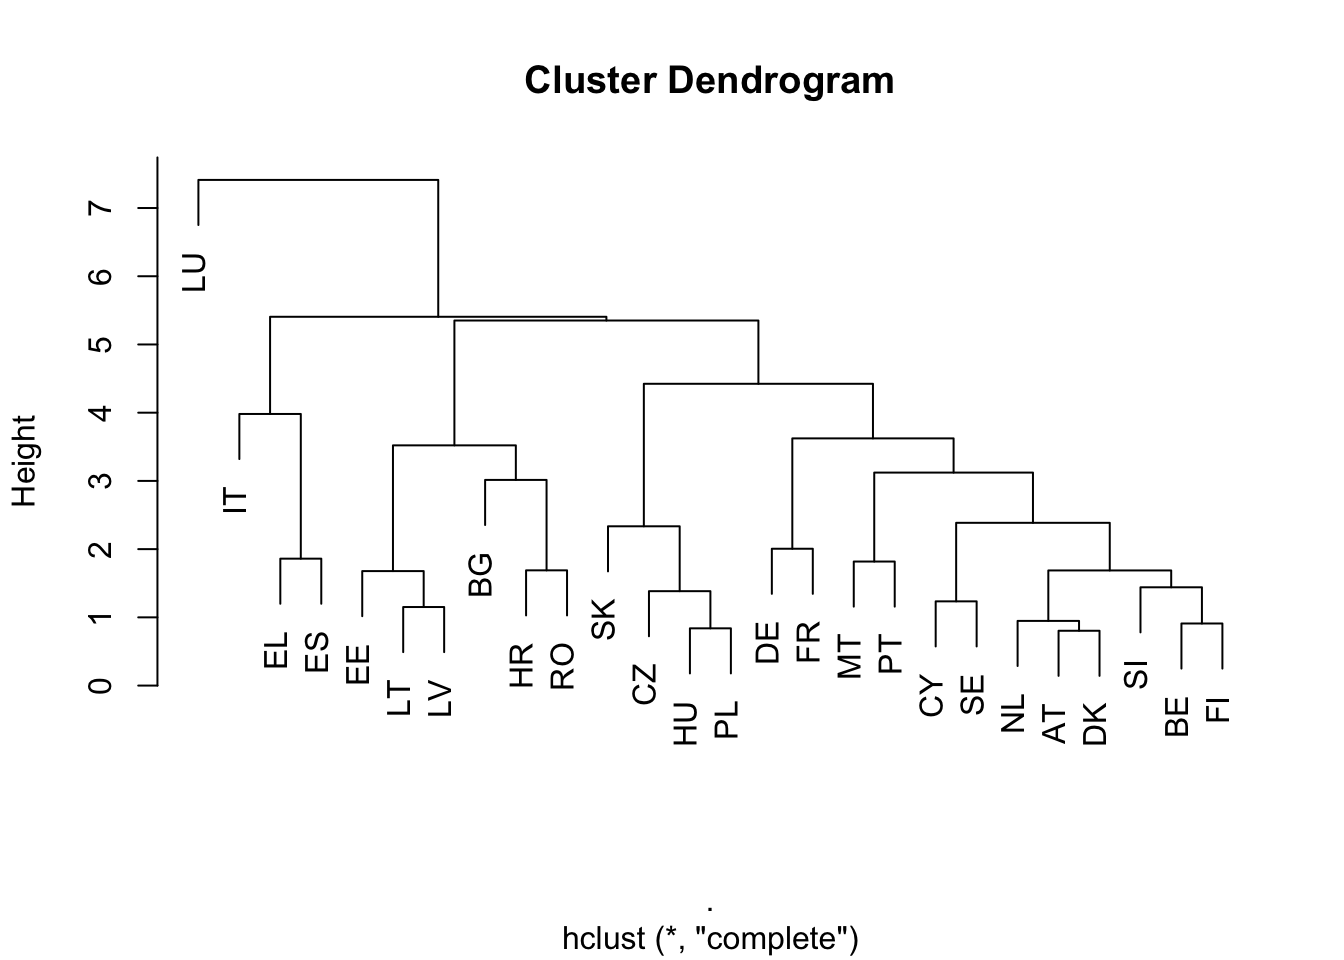 Cluster Dendrogram
Height
7
6
5
4
3
2
1
0
LU
IT
EL
ES
EE
LT
LV
BG
HR
RO
SK
CZ
HU
PL
DE
FR
MT
PT
CY
SE
NL
AT
DK
SI
BE
FI
.
hclust (*, "complete")